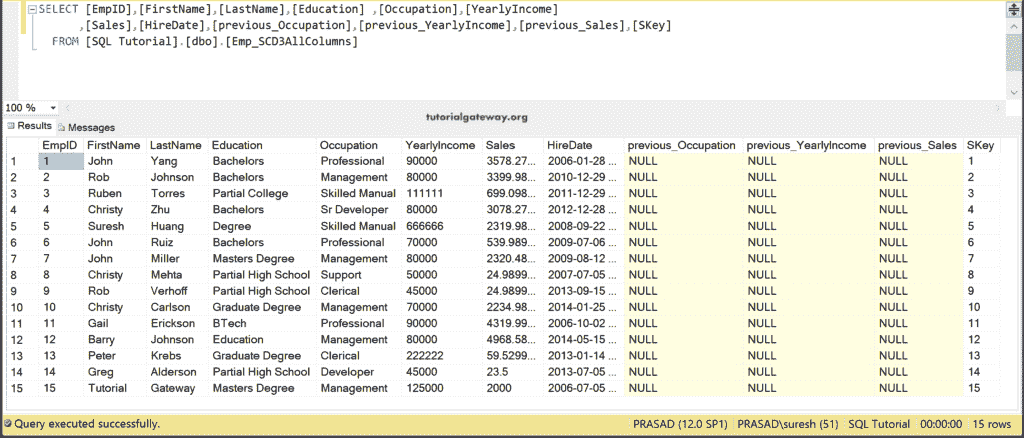 SELECT [EmpID],[FirstName],[LastName],[Education] ,[Occupation],[YearlyIncome]
,[Sales],[HireDate],[previous_Occupation],[previous_YearlyIncome],[previous_Sales],[SKey]
FROM [SQL Tutorial].[dbo].[Emp_SCD3AllColumns]
100 %
tutorialgateway.org
Results Messages
EmpID FirstName LastName Education Occupation YearlyIncome Sales HireDate previous_Occupation previous_YearlyIncome previous_Sales SKey
1 1 John Yang Bachelors Professional 90000 3578.27... 2006-01-28 ... NULL NULL NULL 1
2 2 Rob Johnson Bachelors Management 80000 3399.98... 2010-12-29 ... NULL NULL NULL 2
3 3 Ruben Torres Partial College Skilled Manual 111111 699.098... 2011-12-29 ... NULL NULL NULL 3
4 4 Christy Zhu Bachelors Sr Developer 80000 3078.27... 2012-12-28 ... NULL NULL NULL 4
5 5 Suresh Huang Degree Skilled Manual 666666 2319.98... 2008-09-22 ... NULL NULL NULL 5
6 6 John Ruiz Bachelors Professional 70000 539.989... 2009-07-06 ... NULL NULL NULL 6
7 7 John Miller Masters Degree Management 80000 2320.48... 2009-08-12 ... NULL NULL NULL 7
8 8 Christy Mehta Partial High School Support 50000 24.9899... 2007-07-05 ... NULL NULL NULL 8
9 9 Rob Verhoff Partial High School Clerical 45000 24.9899... 2013-09-15 ... NULL NULL NULL 9
10 10 Christy Carlson Graduate Degree Management 70000 2234.98... 2014-01-25 ... NULL NULL NULL 10
11 11 Gail Erickson BTech Professional 90000 4319.99... 2006-10-02 ... NULL NULL NULL 11
12 12 Barry Johnson Education Management 80000 4968.58... 2014-05-15 ... NULL NULL NULL 12
13 13 Peter Krebs Graduate Degree Clerical 222222 59.5299... 2013-01-14 ... NULL NULL NULL 13
14 14 Greg Alderson Partial High School Developer 45000 23.5 2013-07-05 ... NULL NULL NULL 14
15 15 Tutorial Gateway Masters Degree Management 125000 2000 2006-07-05 ... NULL NULL NULL 15
Query executed successfully. PRASAD (12.0 SP1) PRASAD\suresh (51) SQL Tutorial 00:00:00 15 rows